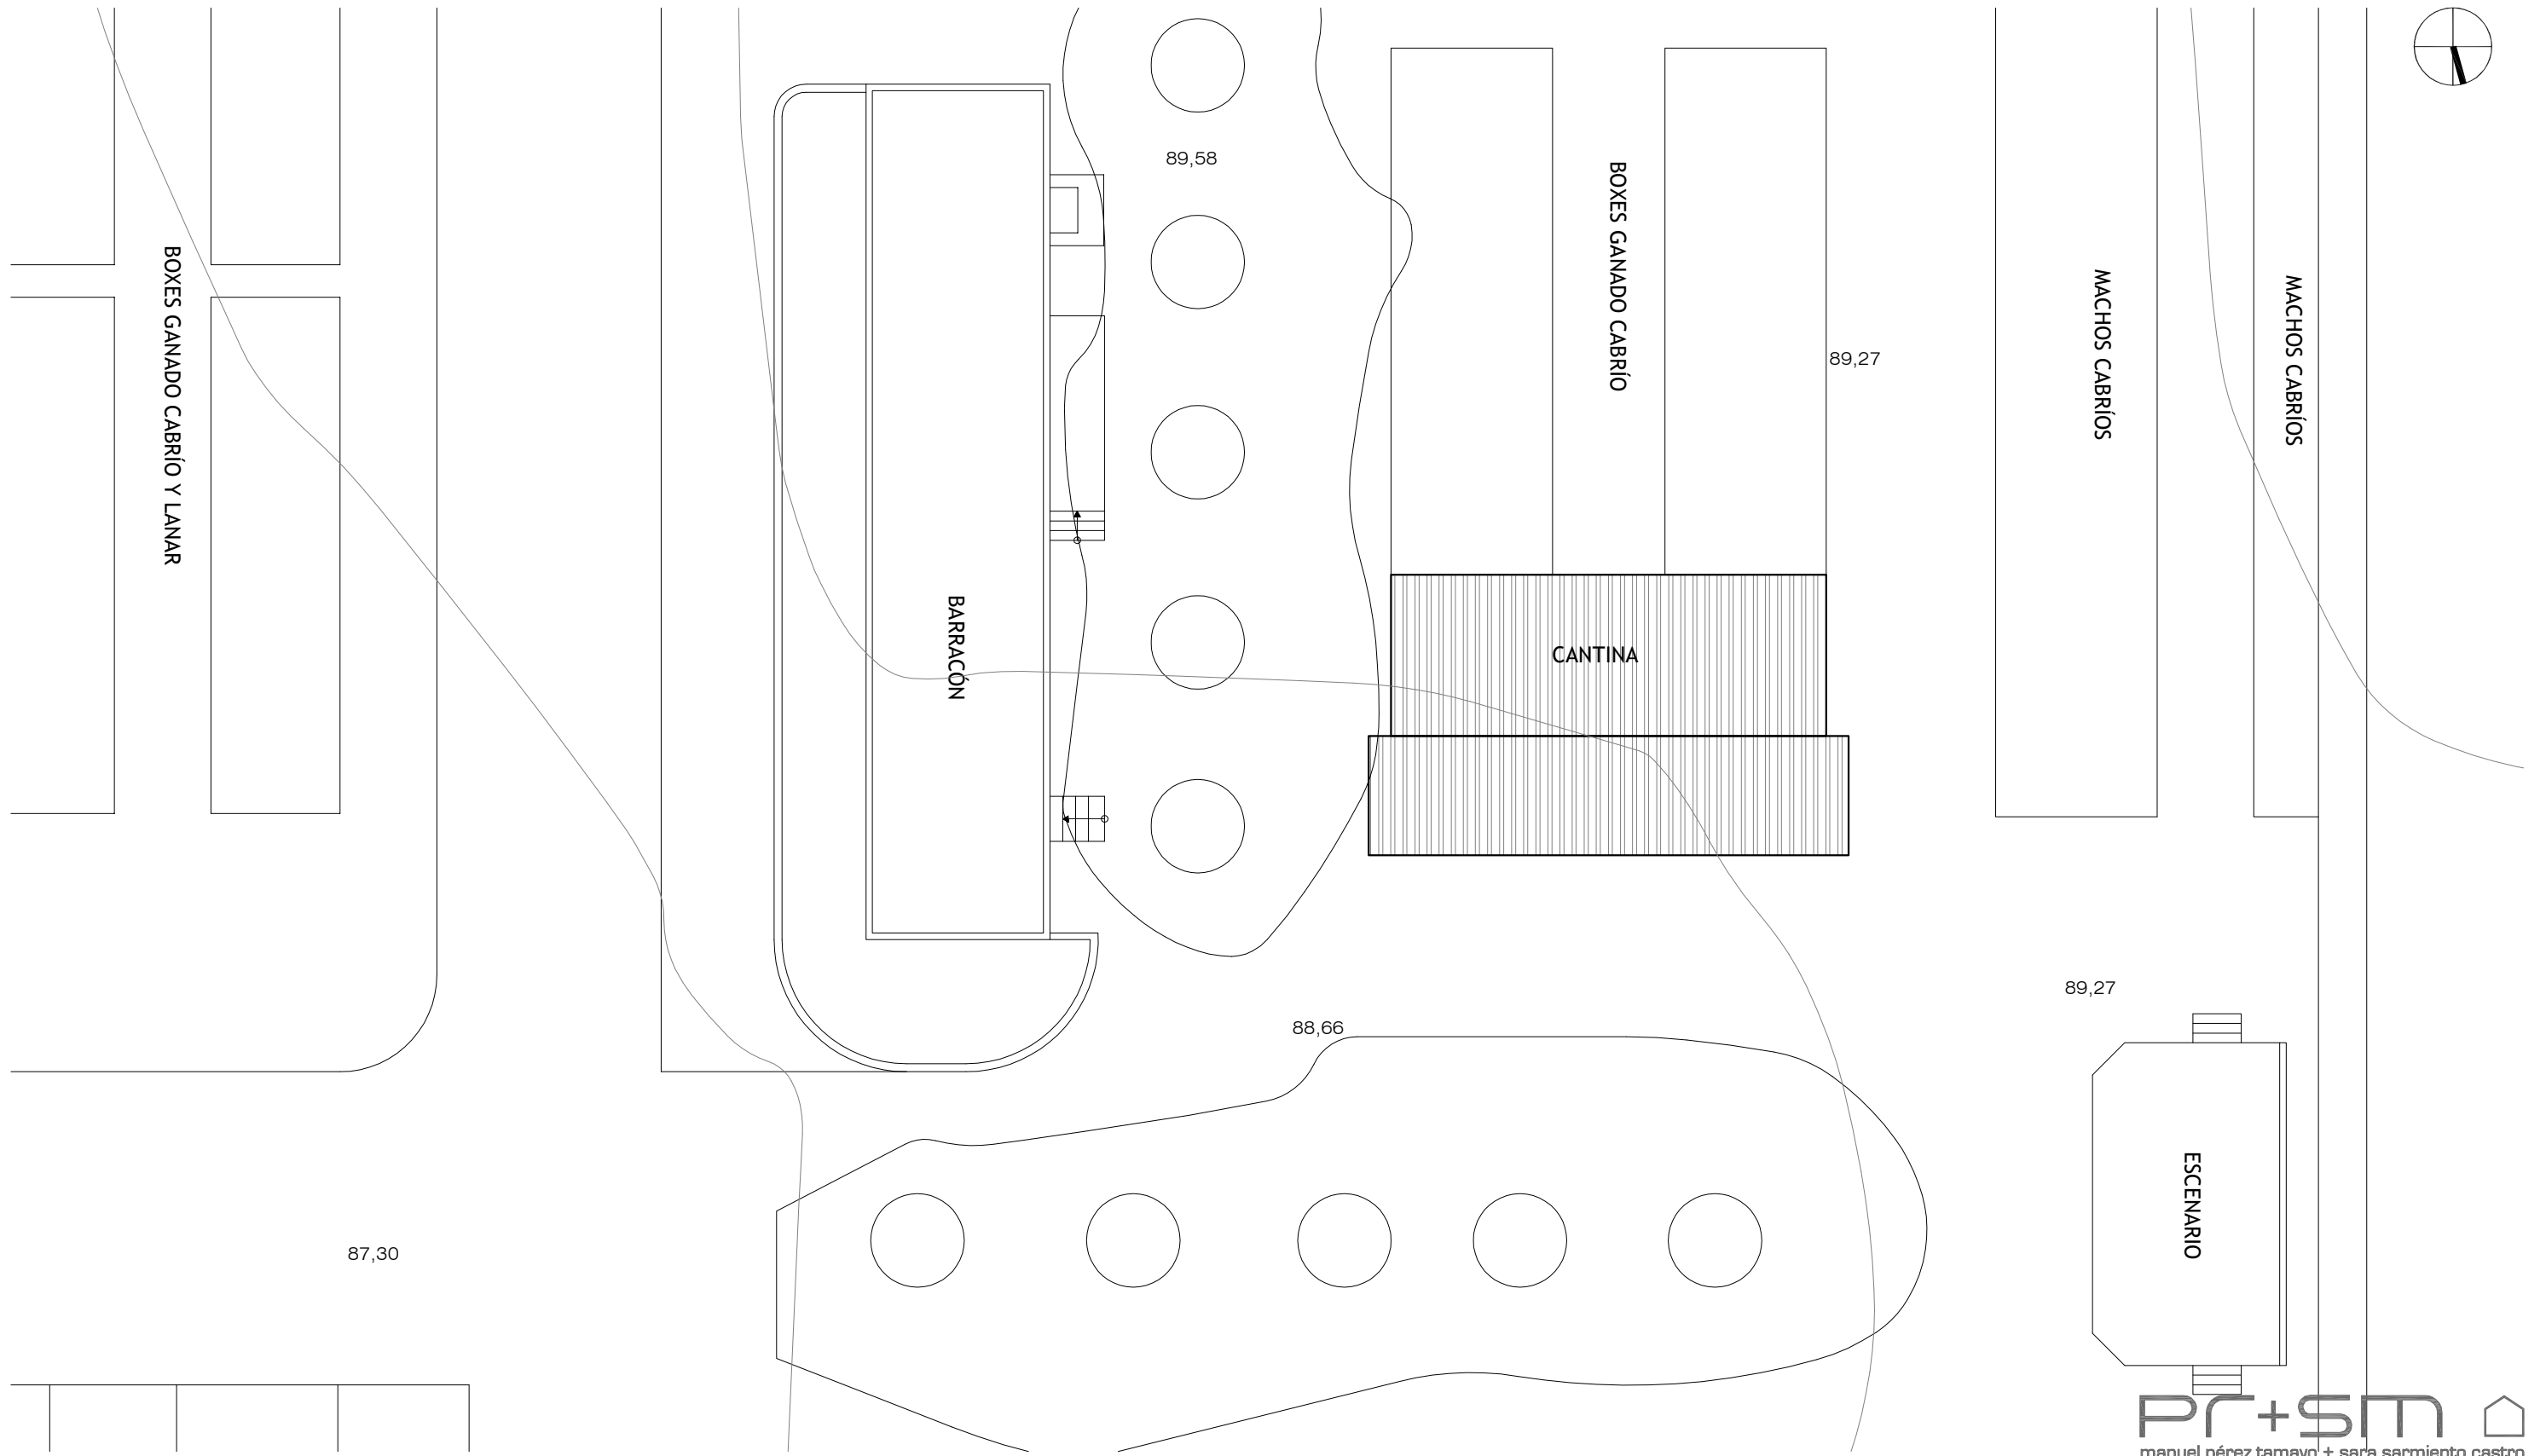 89,58
BOXES GANADO CABRÍO Y LANAR
BARRACÓN
BOXES GANADO CABRÍO
89,27
MACHOS CABRÍOS
MACHOS CABRÍOS
CANTINA
89,27
88,66
ESCENARIO
87,30
pr+sm
manuel pérez tamayo + sara sarmiento castro